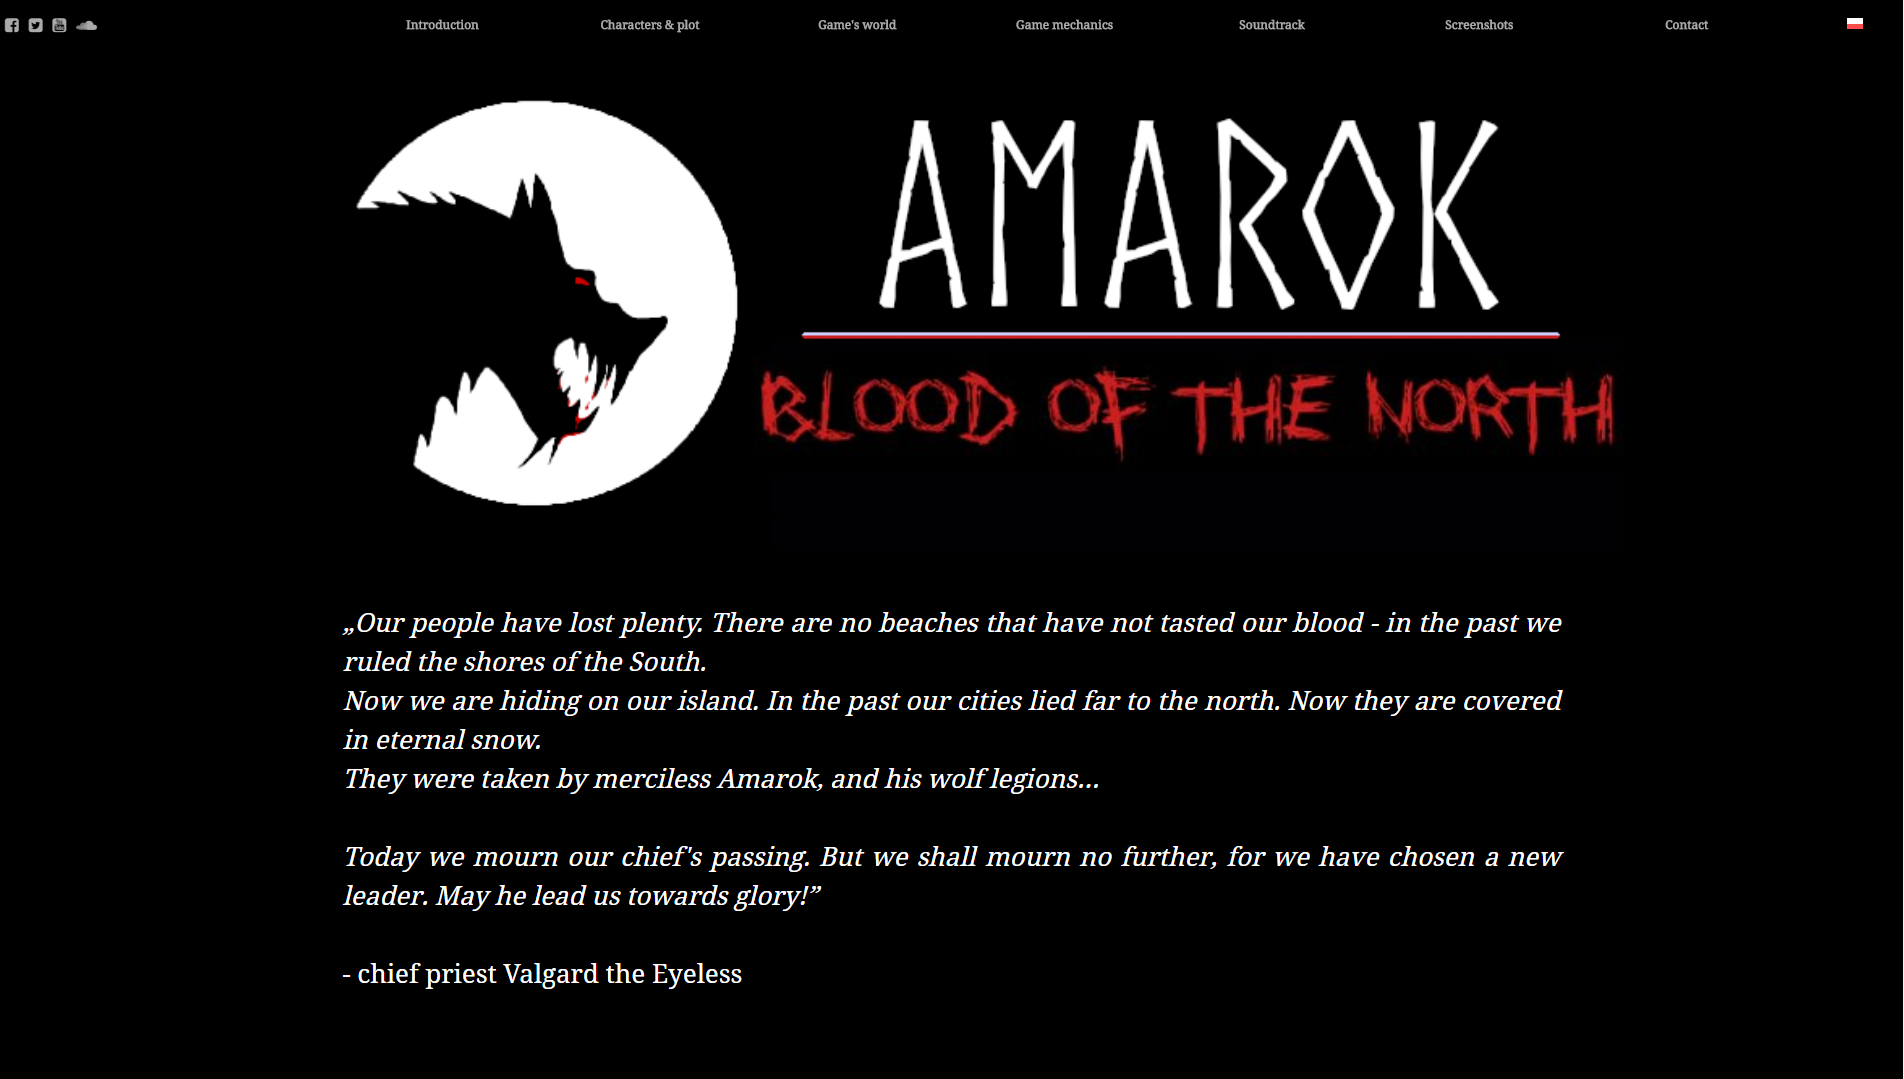 Introduction
Characters & plot
Game's world
Game mechanics
Soundtrack
Screenshots
Contact
AMAROK
BLOOD OF THE NORTH
„Our people have lost plenty. There are no beaches that have not tasted our blood - in the past we
ruled the shores of the South.
Now we are hiding on our island. In the past our cities lied far to the north. Now they are covered
in eternal snow.
They were taken by merciless Amarok, and his wolf legions...
Today we mourn our chief's passing. But we shall mourn no further, for we have chosen a new
leader. May he lead us towards glory!”
- chief priest Valgard the Eyeless